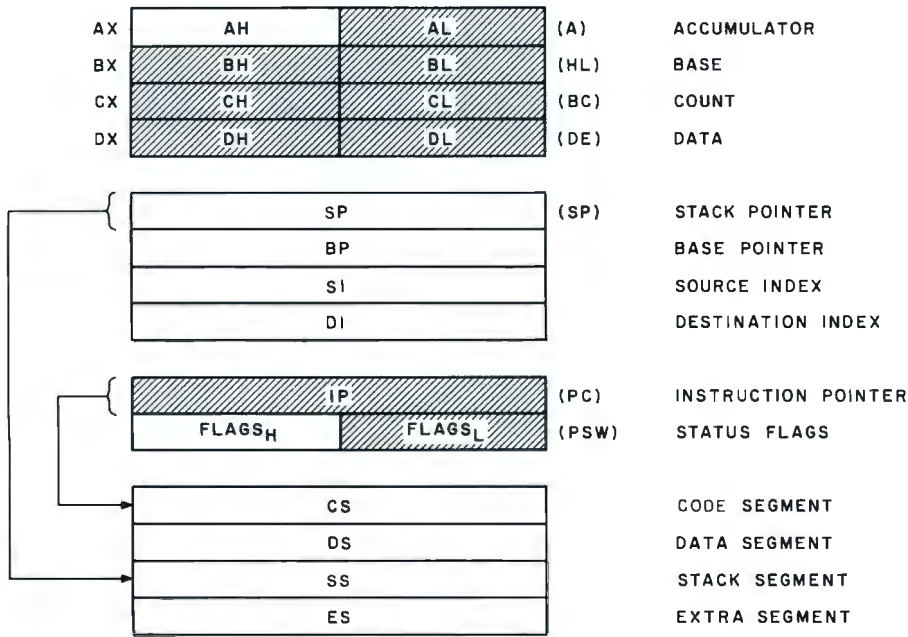 AX AH AL (A) ACCUMULATOR
BX BH BL (HL) BASE
CX CH CL (BC) COUNT
DX DH DL (DE) DATA
SP (SP) STACK POINTER
BP BASE POINTER
SI SOURCE INDEX
DI DESTINATION INDEX
IP (PC) INSTRUCTION POINTER
FLAGSH FLAGSL (PSW) STATUS FLAGS
CS CODE SEGMENT
DS DATA SEGMENT
SS STACK SEGMENT
ES EXTRA SEGMENT